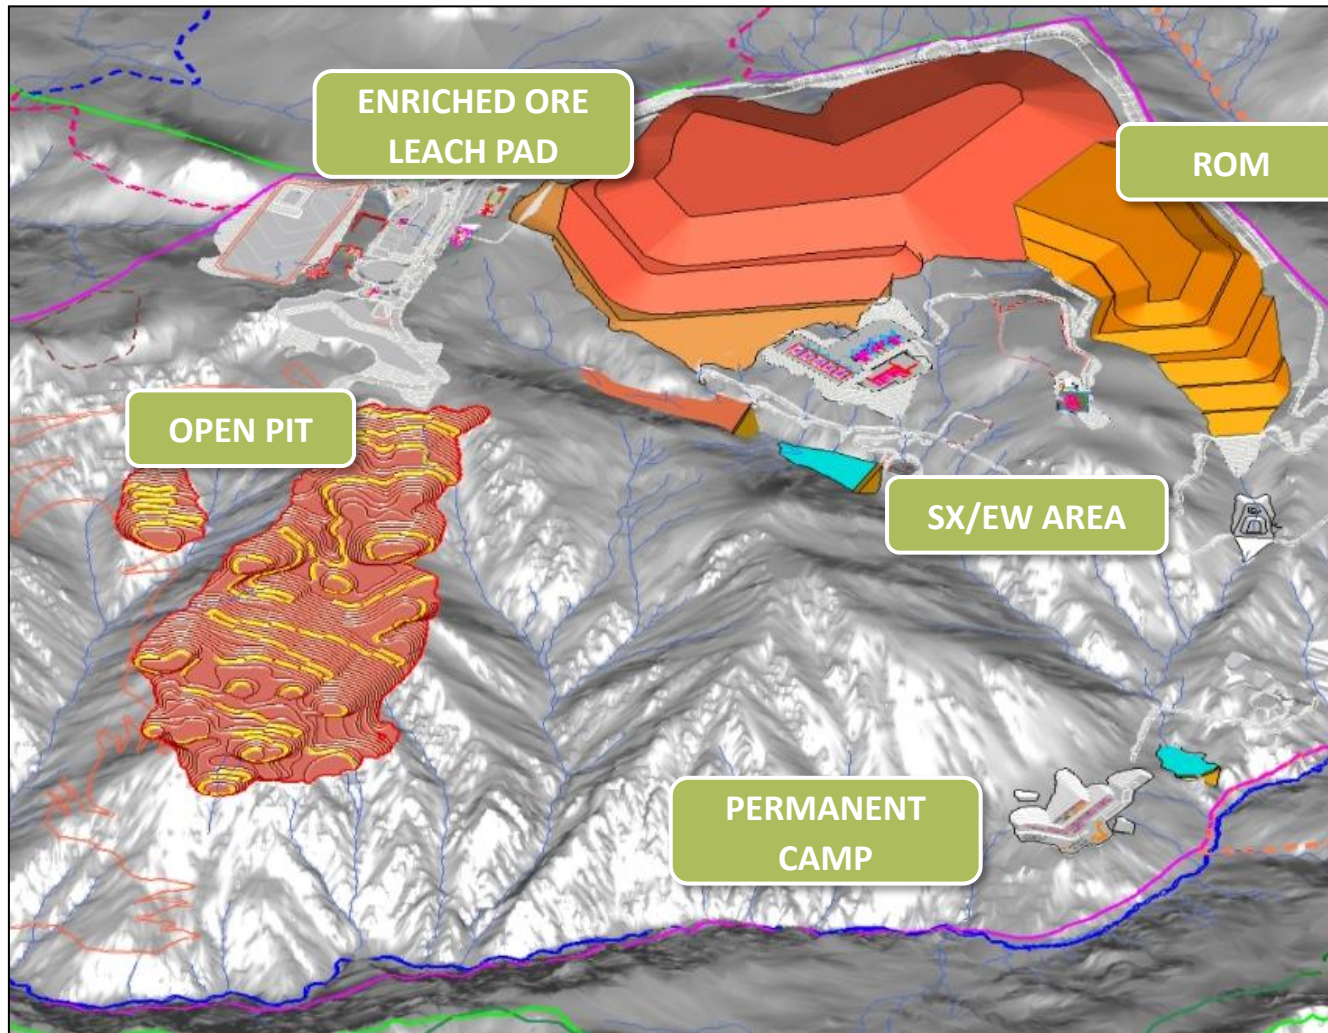 ENRICHED ORE
LEACH PAD
ROM
OPEN PIT
SX/EW AREA
PERMANENT
CAMP